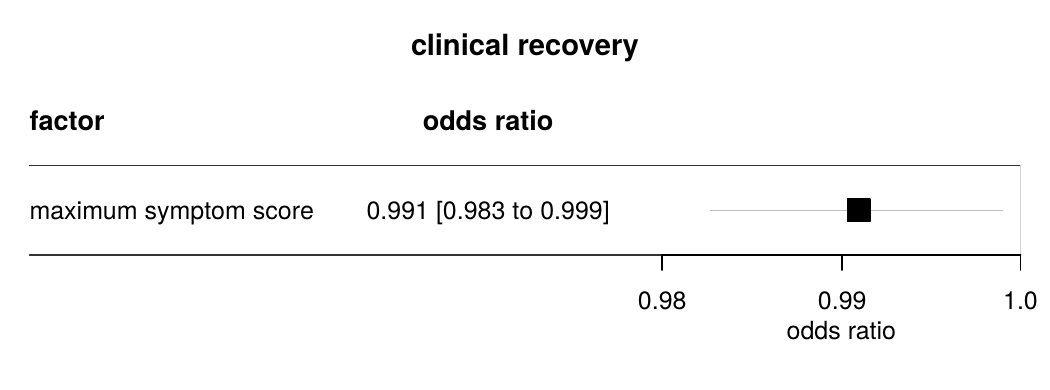 clinical recovery
factor odds ratio
maximum symptom score 0.991 [0.983 to 0.999]
0.98 0.99 1.0
odds ratio